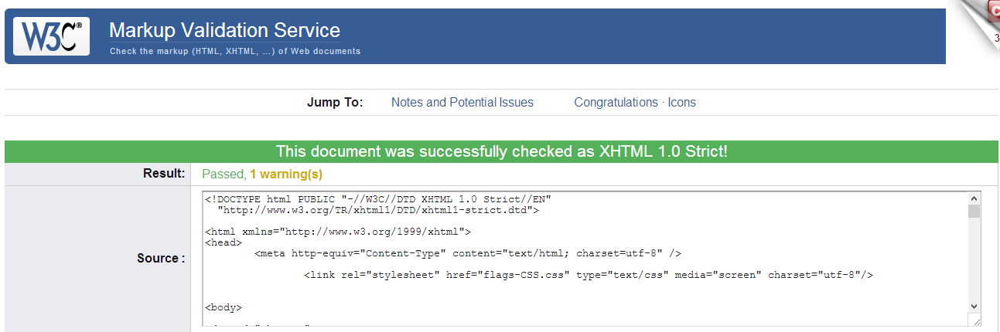 W3C®
Markup Validation Service
Check the markup (HTML, XHTML, …) of Web documents
3
Jump To: Notes and Potential Issues Congratulations · Icons
This document was successfully checked as XHTML 1.0 Strict!
Result: Passed, 1 warning(s)
<!DOCTYPE html PUBLIC "-//W3C//DTD XHTML 1.0 Strict//EN"
"http://www.w3.org/TR/xhtml1/DTD/xhtml1-strict.dtd">
<html xmlns="http://www.w3.org/1999/xhtml">
<head>
<meta http-equiv="Content-Type" content="text/html; charset=utf-8" />
Source :
<link rel="stylesheet" href="flags-CSS.css" type="text/css" media="screen" charset="utf-8"/>
<body>